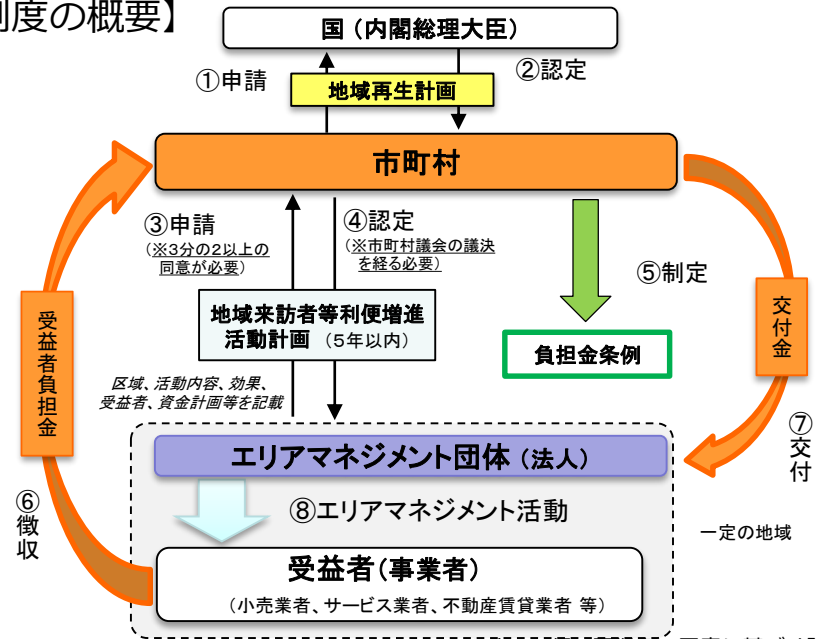 制度の概要】
国（内閣総理大臣）
①申請
②認定
地域再生計画
市町村
③申請
（※3分の2以上の
同意が必要）
④認定
（※市町村議会の議決
を経る必要）
⑤制定
地域来訪者等利便増進
活動計画（5年以内）
負担金条例
受益者負担金
交付金
区域、活動内容、効果、
受益者、資金計画等を記載
⑦交付
エリアマネジメント団体（法人）
⑥徴収
⑧エリアマネジメント活動
一定の地域
受益者（事業者）
（小売業者、サービス業者、不動産賃貸業者 等）